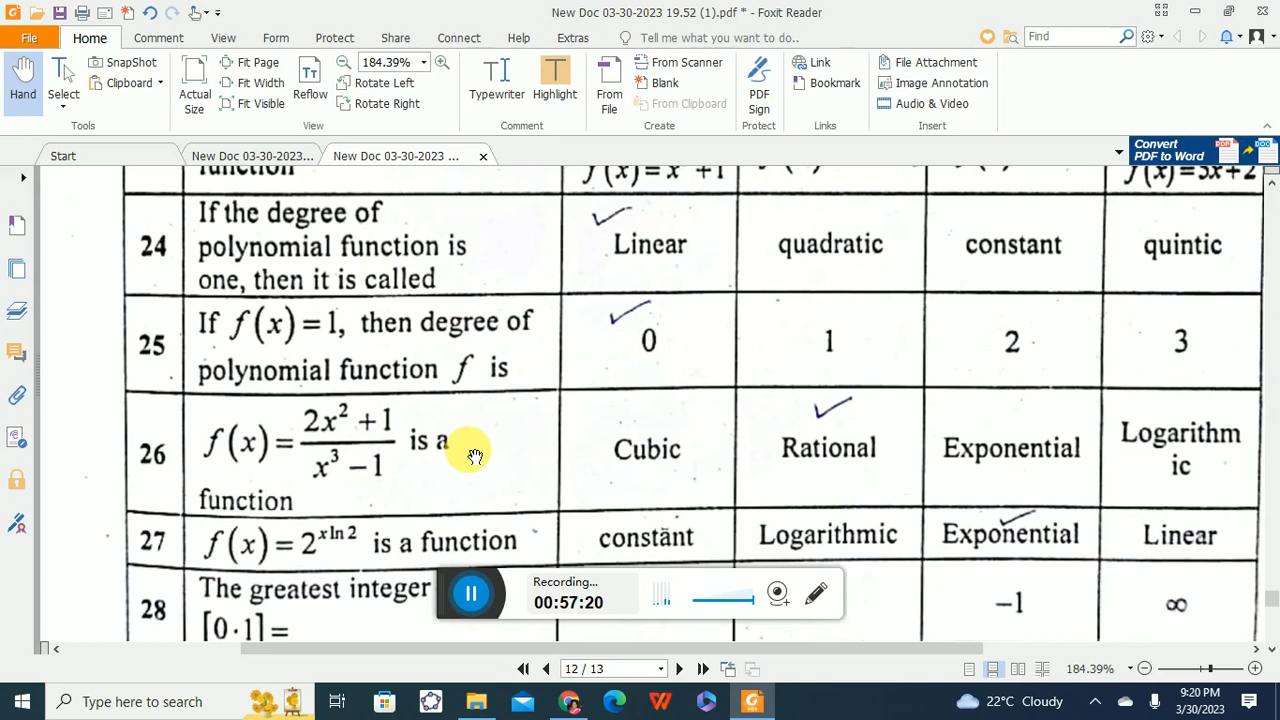 New Doc 03-30-2023 19.52 (1).pdf * - Foxit Reader
File Home Comment View Form Protect Share Connect Help Extras Tell me what you want to do.. Find
Hand
Select
SnapShot
Clipboard
Tools
Actual
Size
Fit Page
Fit Width
Fit Visible
Reflow
184.39%
Rotate Left
Rotate Right
View
Typewriter
Highlight
Comment
From
File
From Scanner
Blank
From Clipboard
Create
PDF
Sign
Protect
Link
Bookmark
Links
File Attachment
Image Annotation
Audio & Video
Insert
Start New Doc 03-30-2023... New Doc 03-30-2023 ...
Convert
PDF to Word
function
f(x)=5x+2
24 If the degree of
polynomial function is
one, then it is called
Linear quadratic constant quintic
25 If f(x)=1, then degree of
polynomial function f is
0 1 2 3
26 f(x)= (2x²+1)/(x³−1) is a
function
Cubic Rational Exponential Logarithm
ic
27 f(x)=2^(x ln 2) is a function constant Logarithmic Exponential Linear
28 The greatest integer
[0·1]=
−1 ∞
Recording...
00:57:20
12 / 13 184.39%
Type here to search
22°C Cloudy
9:20 PM
3/30/2023